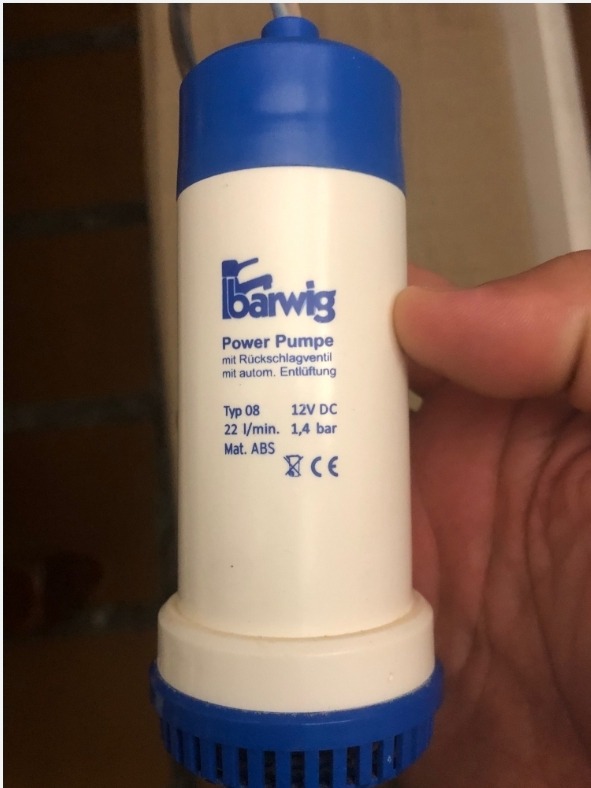 barwig
Power Pumpe
mit Rückschlagventil
mit autom. Entlüftung
Typ 08 12V DC
22 l/min. 1,4 bar
Mat. ABS
CE